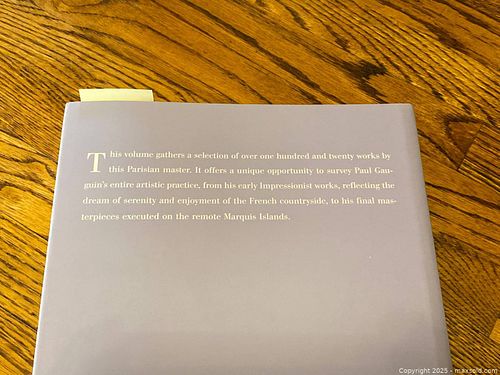 This volume gathers a selection of over one hundred and twenty works by
this Parisian master. It offers a unique opportunity to survey Paul Gau-
guin's entire artistic practice, from his early Impressionist works, reflecting the
dream of serenity and enjoyment of the French countryside, to his final mas-
terpieces executed on the remote Marquis Islands.
Copyright 2025 - maxsold.com